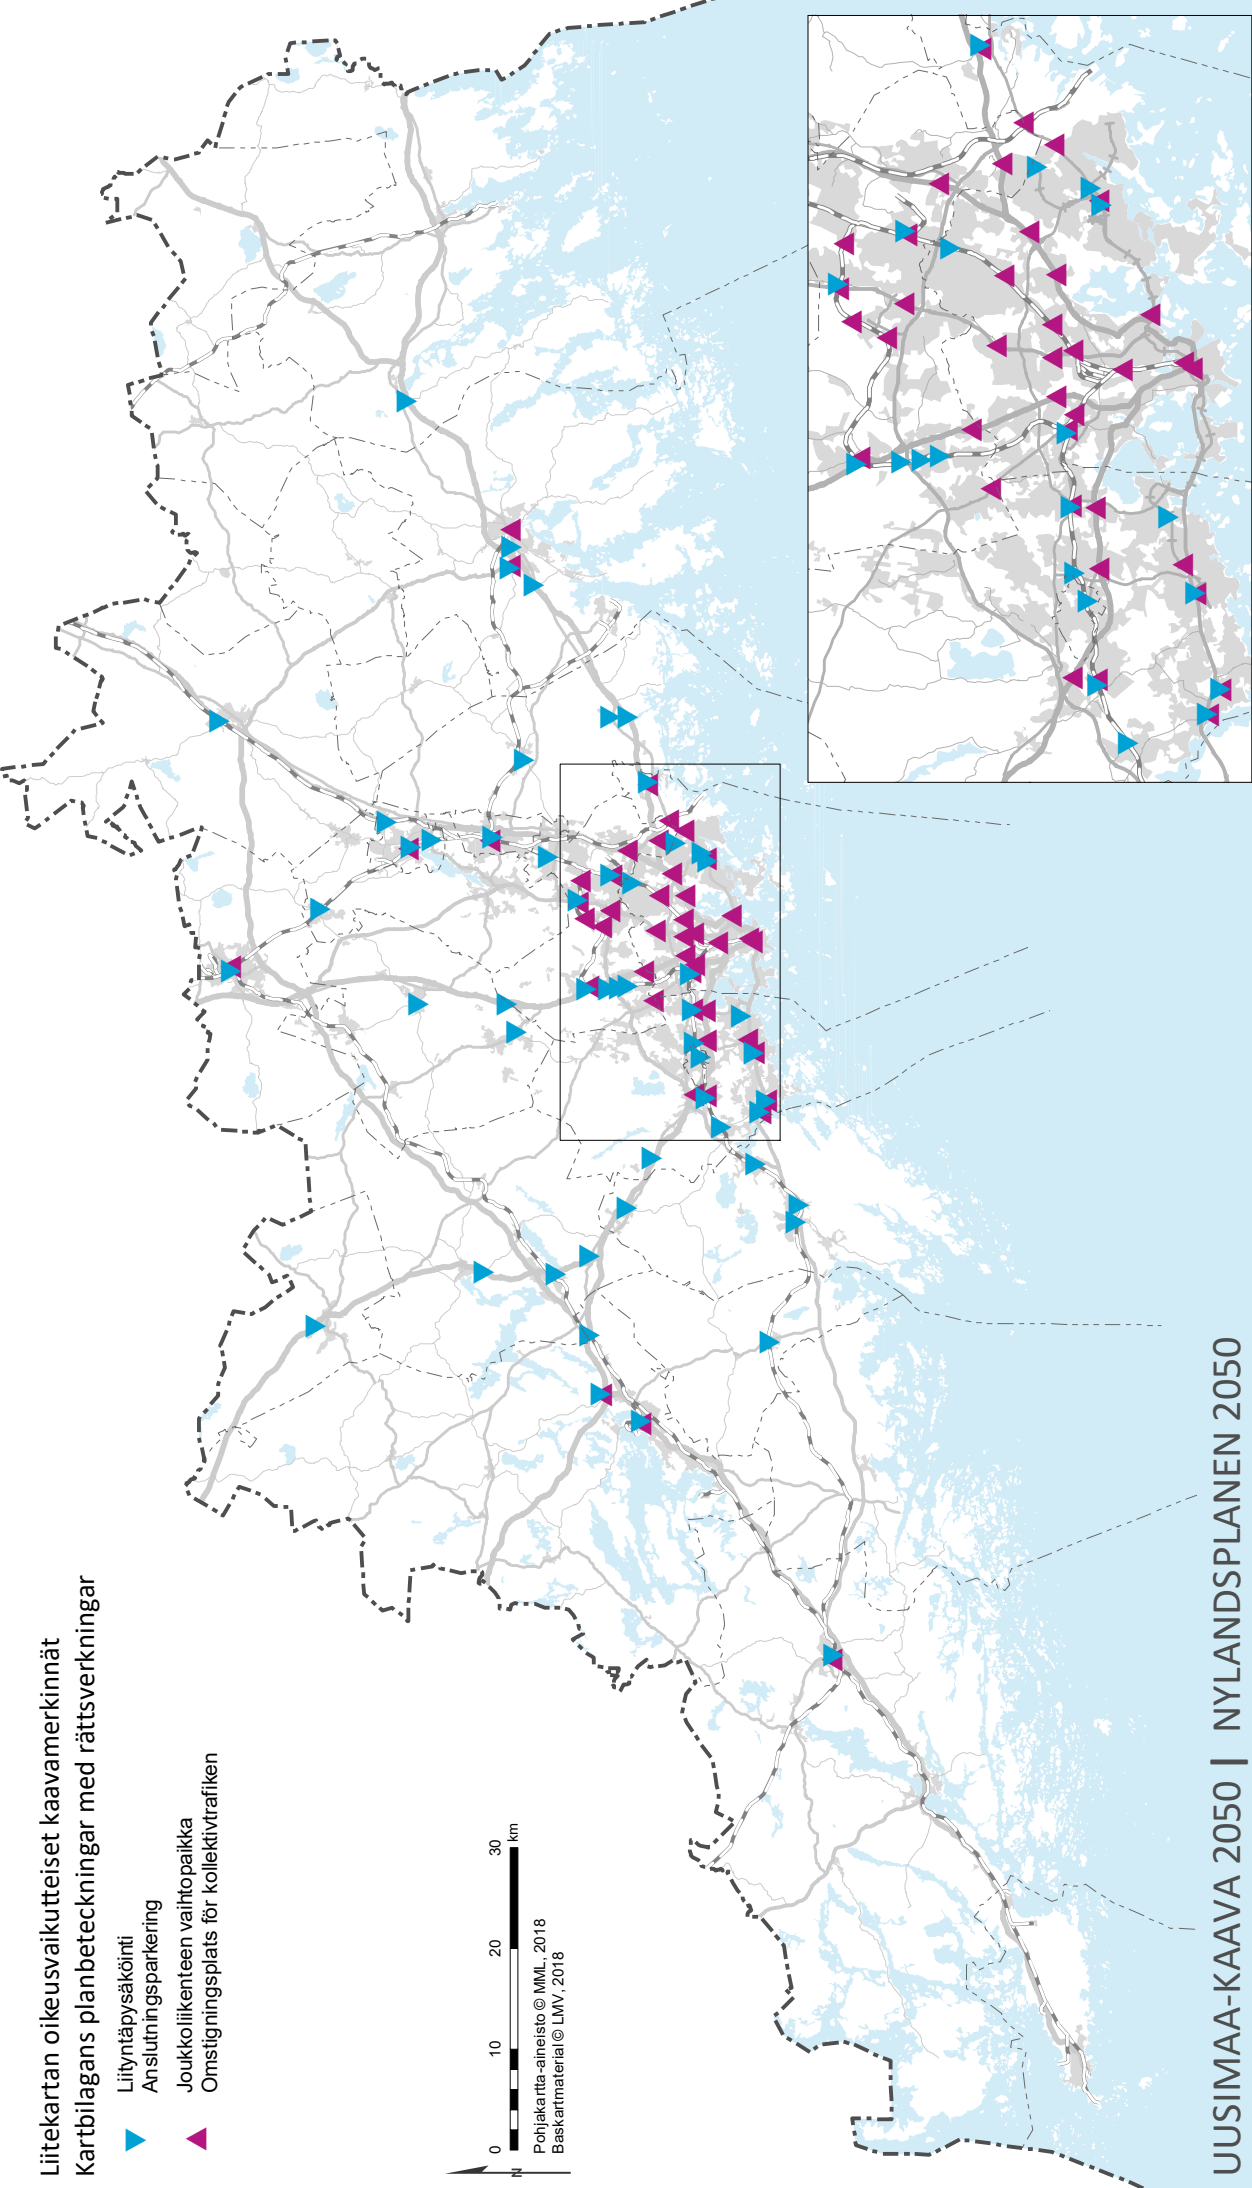 Liitekartan oikeusvaikutteiset kaavamerkinnät
Kartbilagans planbeteckningar med rättsverkningar
Liityntäpysäköinti
Anslutningsparkering
Joukkoliikenteen vaihtopaikka
Omstigningsplats för kollektivtrafiken
N
0 10 20 30
km
Pohjakartta-aineisto © MML, 2018
Baskartmaterial © LMV, 2018
UUSIMAA-KAAVA 2050 | NYLANDSPLANEN 2050